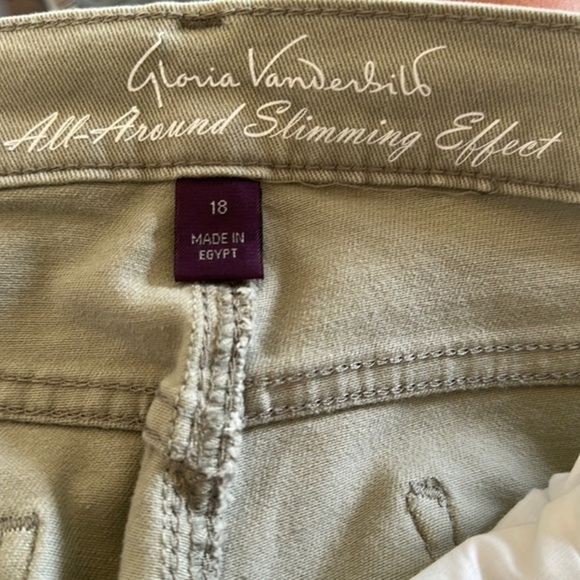 Gloria Vanderbilt
All-Around Slimming Effect
18
MADE IN
EGYPT